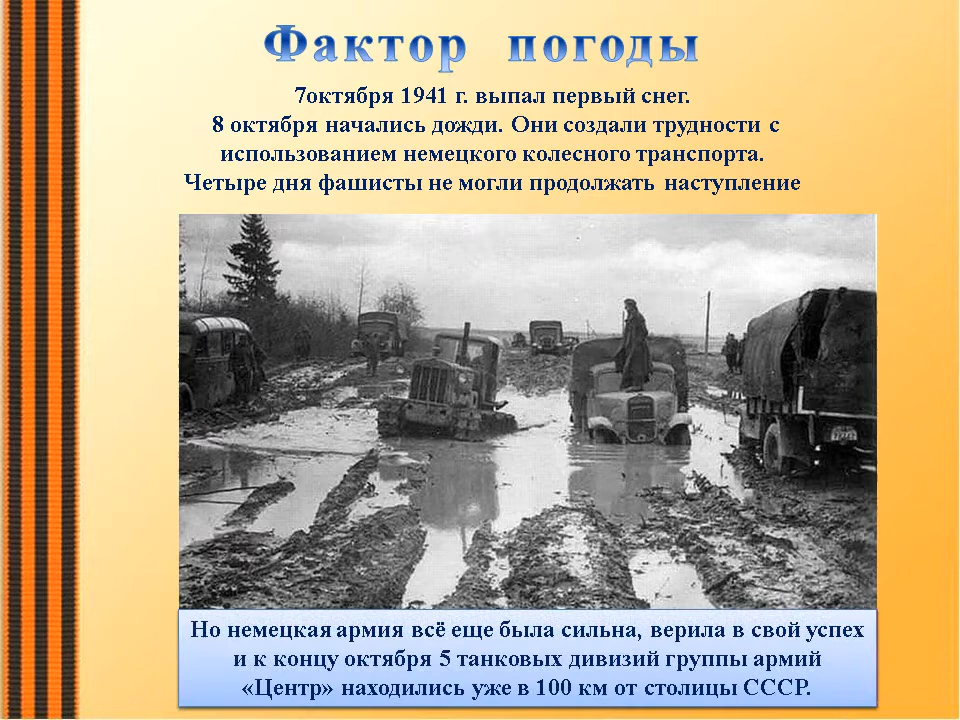 Фактор погоды
7октября 1941 г. выпал первый снег.
8 октября начались дожди. Они создали трудности с
использованием немецкого колесного транспорта.
Четыре дня фашисты не могли продолжать наступление
Но немецкая армия всё еще была сильна, верила в свой успех
и к концу октября 5 танковых дивизий группы армий
«Центр» находились уже в 100 км от столицы СССР.